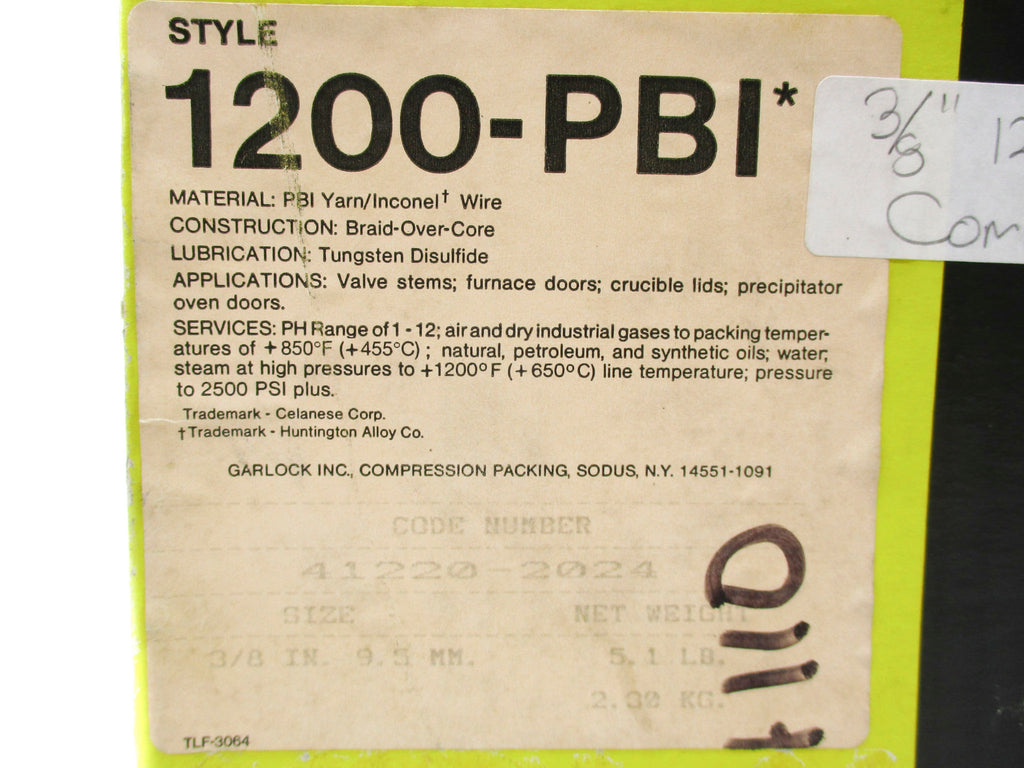 STYLE
1200-PBI*
3/8" 12
Com
MATERIAL: PBI Yarn/Inconel† Wire
CONSTRUCTION: Braid-Over-Core
LUBRICATION: Tungsten Disulfide
APPLICATIONS: Valve stems; furnace doors; crucible lids; precipitator
oven doors.
SERVICES: PH Range of 1 - 12; air and dry industrial gases to packing temper-
atures of +850°F (+455°C) ; natural, petroleum, and synthetic oils; water;
steam at high pressures to +1200°F (+650°C) line temperature; pressure
to 2500 PSI plus.
Trademark - Celanese Corp.
†Trademark - Huntington Alloy Co.
GARLOCK INC., COMPRESSION PACKING, SODUS, N.Y. 14551-1091
CODE NUMBER
41220-2024
SIZE NET WEIGHT
3/8 IN. 9.5 MM. 5.1 LB.
2.30 KG.
TLF-3064